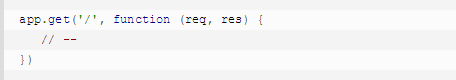 app.get('/', function (req, res) {
// --
})